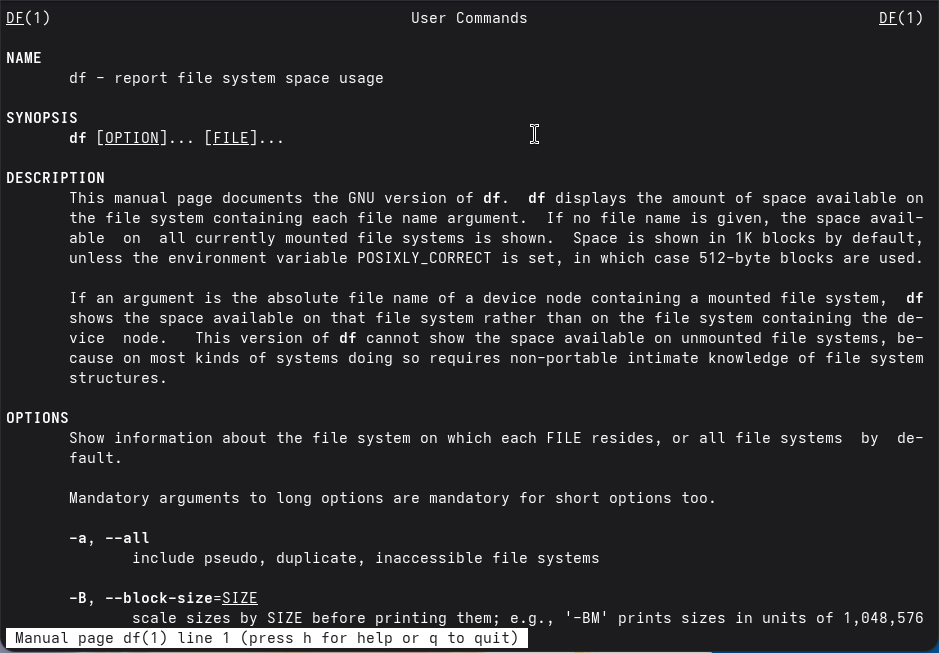 DF(1) User Commands DF(1)
NAME
df - report file system space usage
SYNOPSIS
df [OPTION]... [FILE]...
DESCRIPTION
This manual page documents the GNU version of df. df displays the amount of space available on
the file system containing each file name argument. If no file name is given, the space avail-
able on all currently mounted file systems is shown. Space is shown in 1K blocks by default,
unless the environment variable POSIXLY_CORRECT is set, in which case 512-byte blocks are used.
If an argument is the absolute file name of a device node containing a mounted file system, df
shows the space available on that file system rather than on the file system containing the de-
vice node. This version of df cannot show the space available on unmounted file systems, be-
cause on most kinds of systems doing so requires non-portable intimate knowledge of file system
structures.
OPTIONS
Show information about the file system on which each FILE resides, or all file systems by de-
fault.
Mandatory arguments to long options are mandatory for short options too.
-a, --all
include pseudo, duplicate, inaccessible file systems
-B, --block-size=SIZE
scale sizes by SIZE before printing them; e.g., '-BM' prints sizes in units of 1,048,576
Manual page df(1) line 1 (press h for help or q to quit)